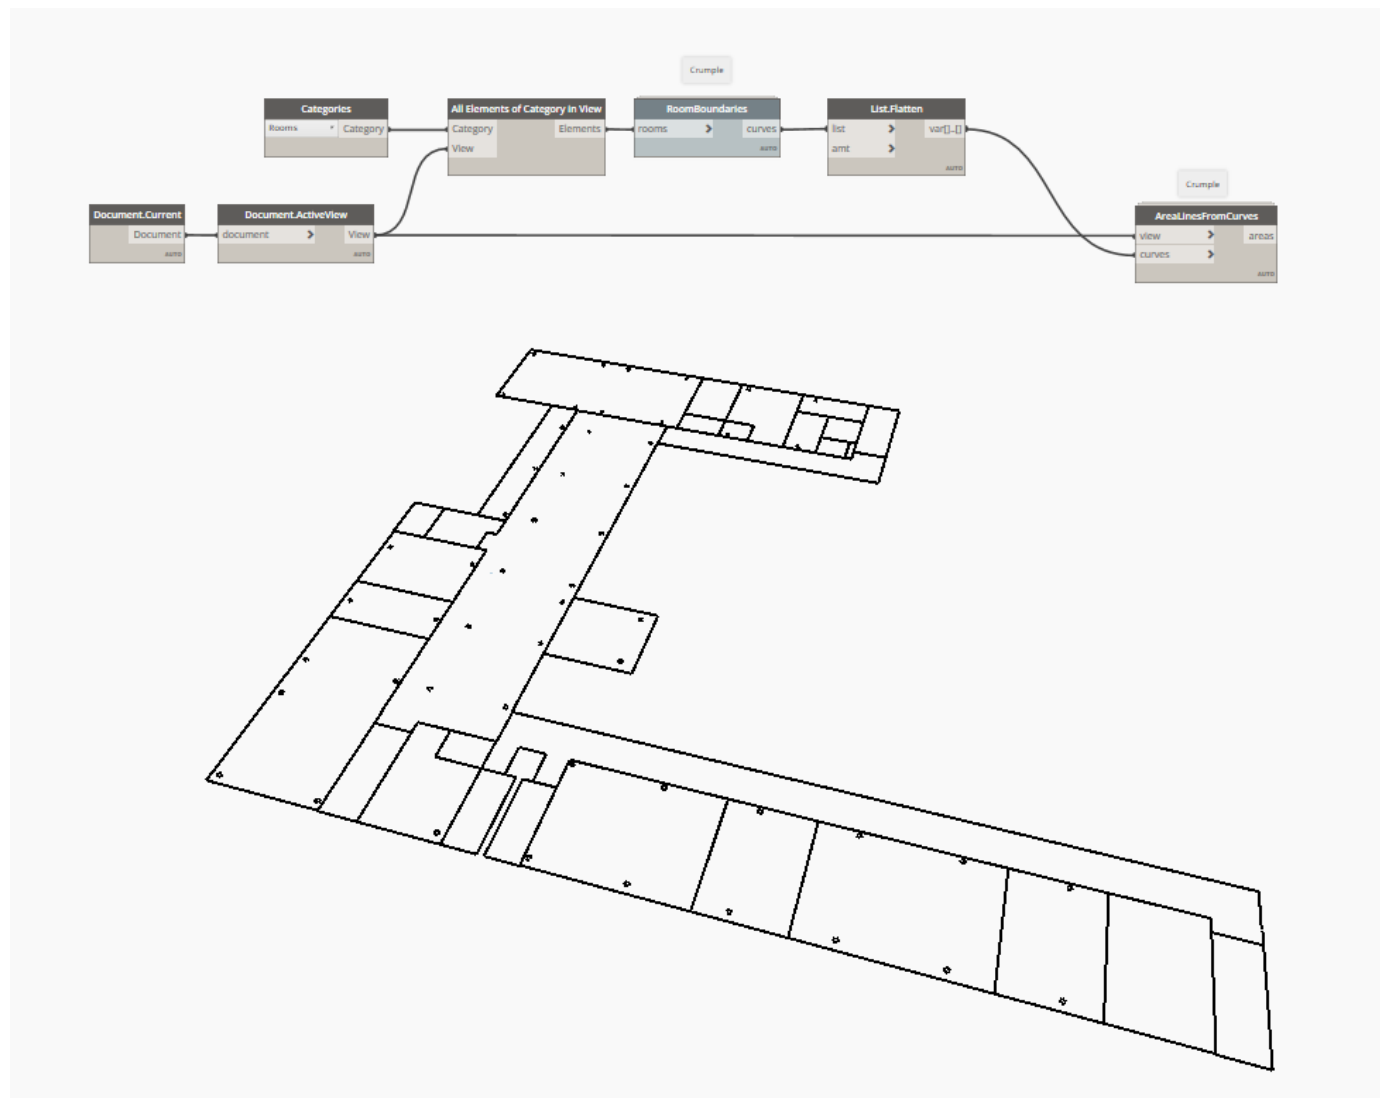 Crumple
Categories
Rooms
Category
All Elements of Category in View
Category
Elements
View
RoomBoundaries
rooms
curves
AUTO
List.Flatten
list
var[]..[]
amt
AUTO
Crumple
Document.Current
Document
AUTO
Document.ActiveView
document
View
AUTO
AreaLinesFromCurves
view
areas
curves
AUTO